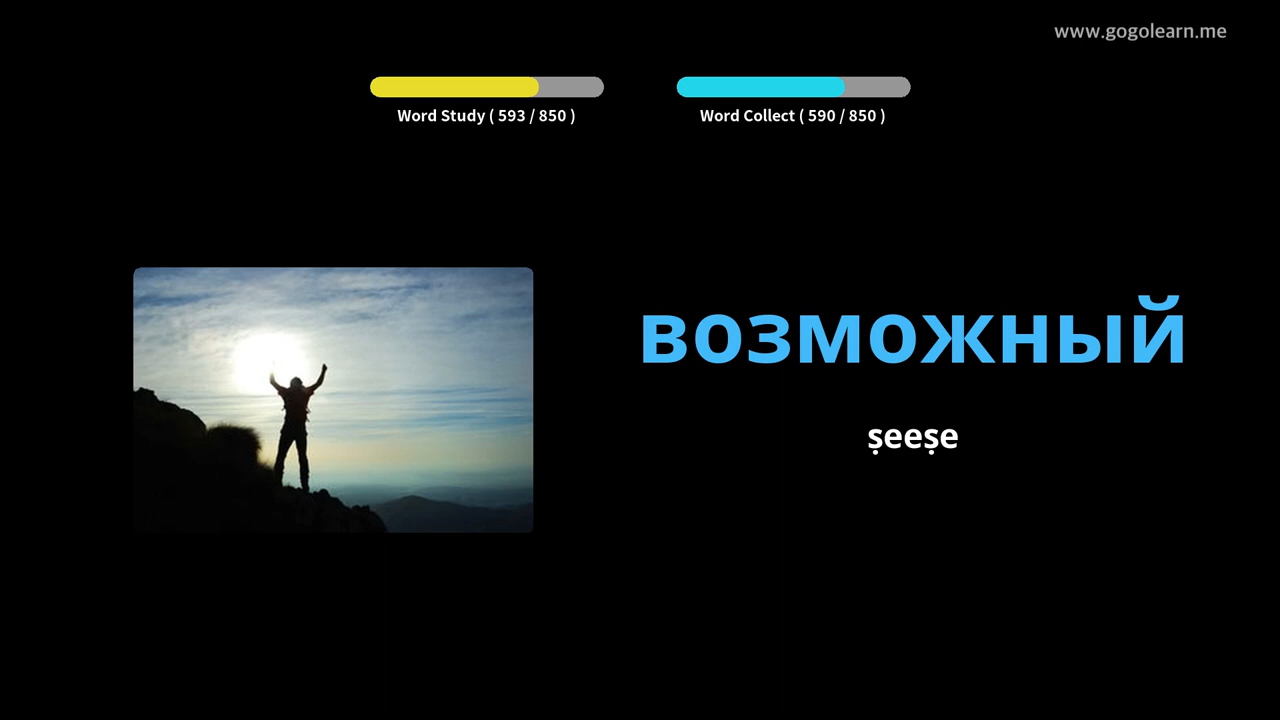 www.gogolearn.me
Word Study ( 593 / 850 )
Word Collect ( 590 / 850 )
возможный
ṣeeṣe